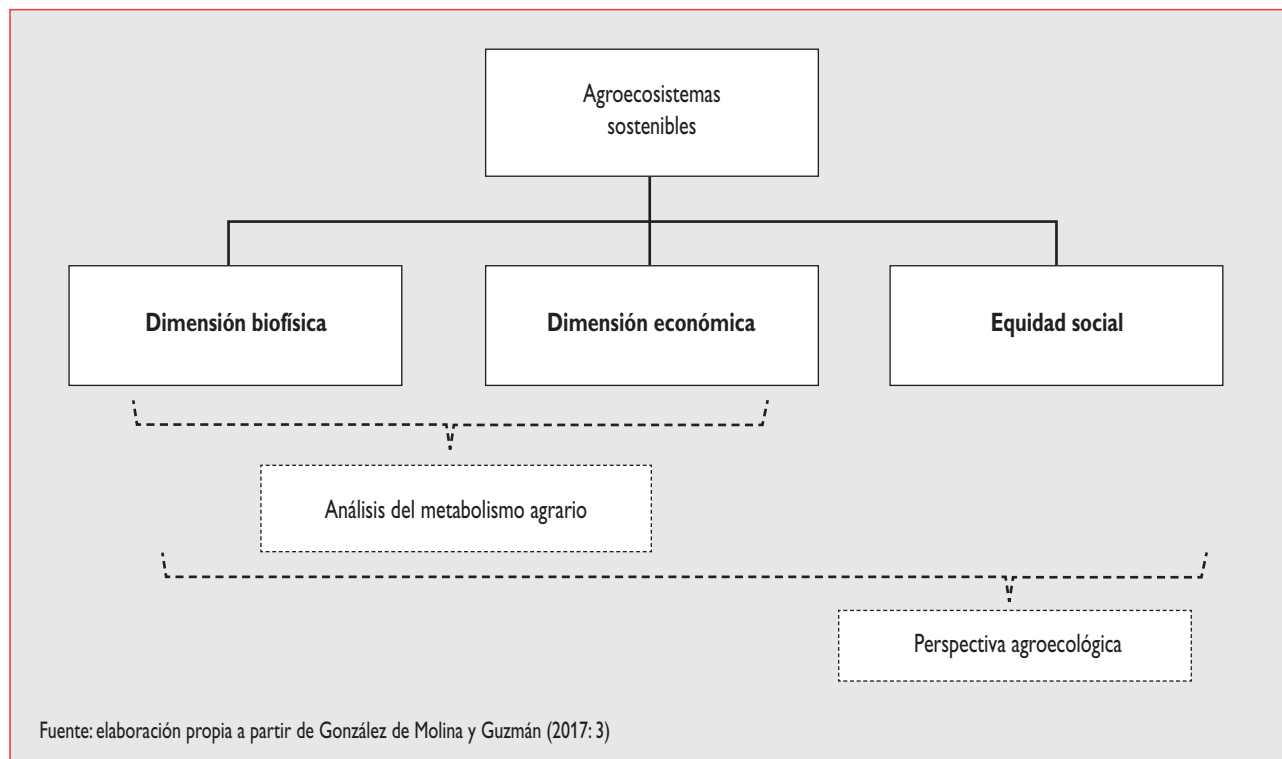 Agroecosistemas
sostenibles
Dimensión biofísica
Dimensión económica
Equidad social
Análisis del metabolismo agrario
Perspectiva agroecológica
Fuente: elaboración propia a partir de González de Molina y Guzmán (2017: 3)